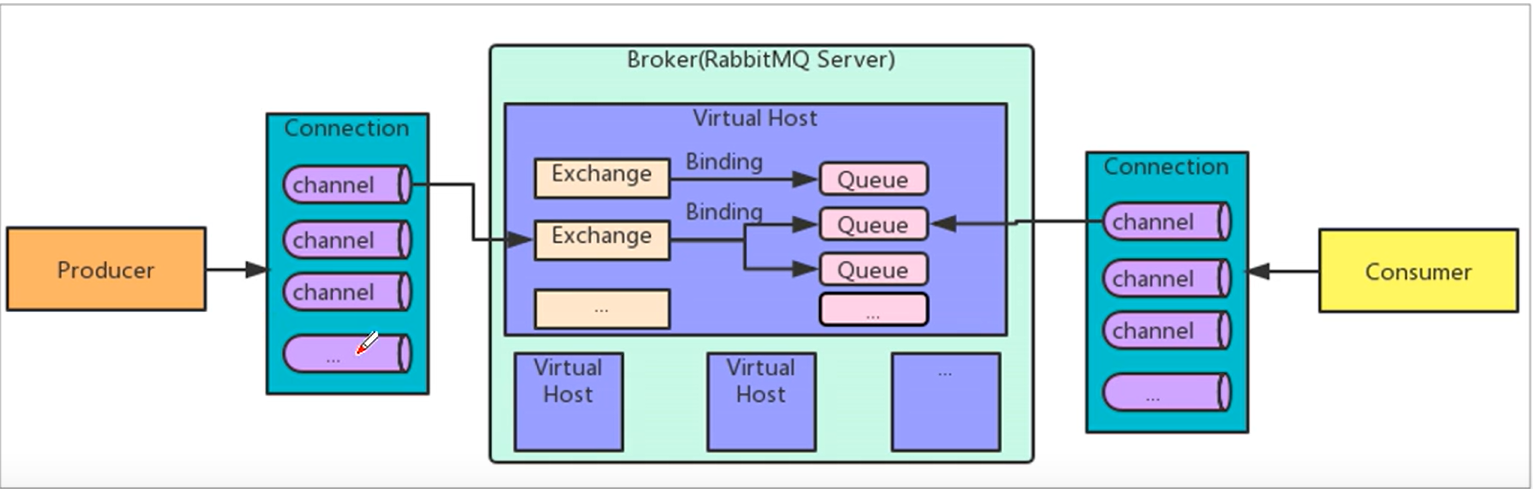 Producer
Connection
channel
channel
channel
...
Broker(RabbitMQ Server)
Virtual Host
Exchange
Binding
Queue
Exchange
Binding
Queue
Queue
...
...
Virtual
Host
Virtual
Host
...
Connection
channel
channel
channel
...
Consumer